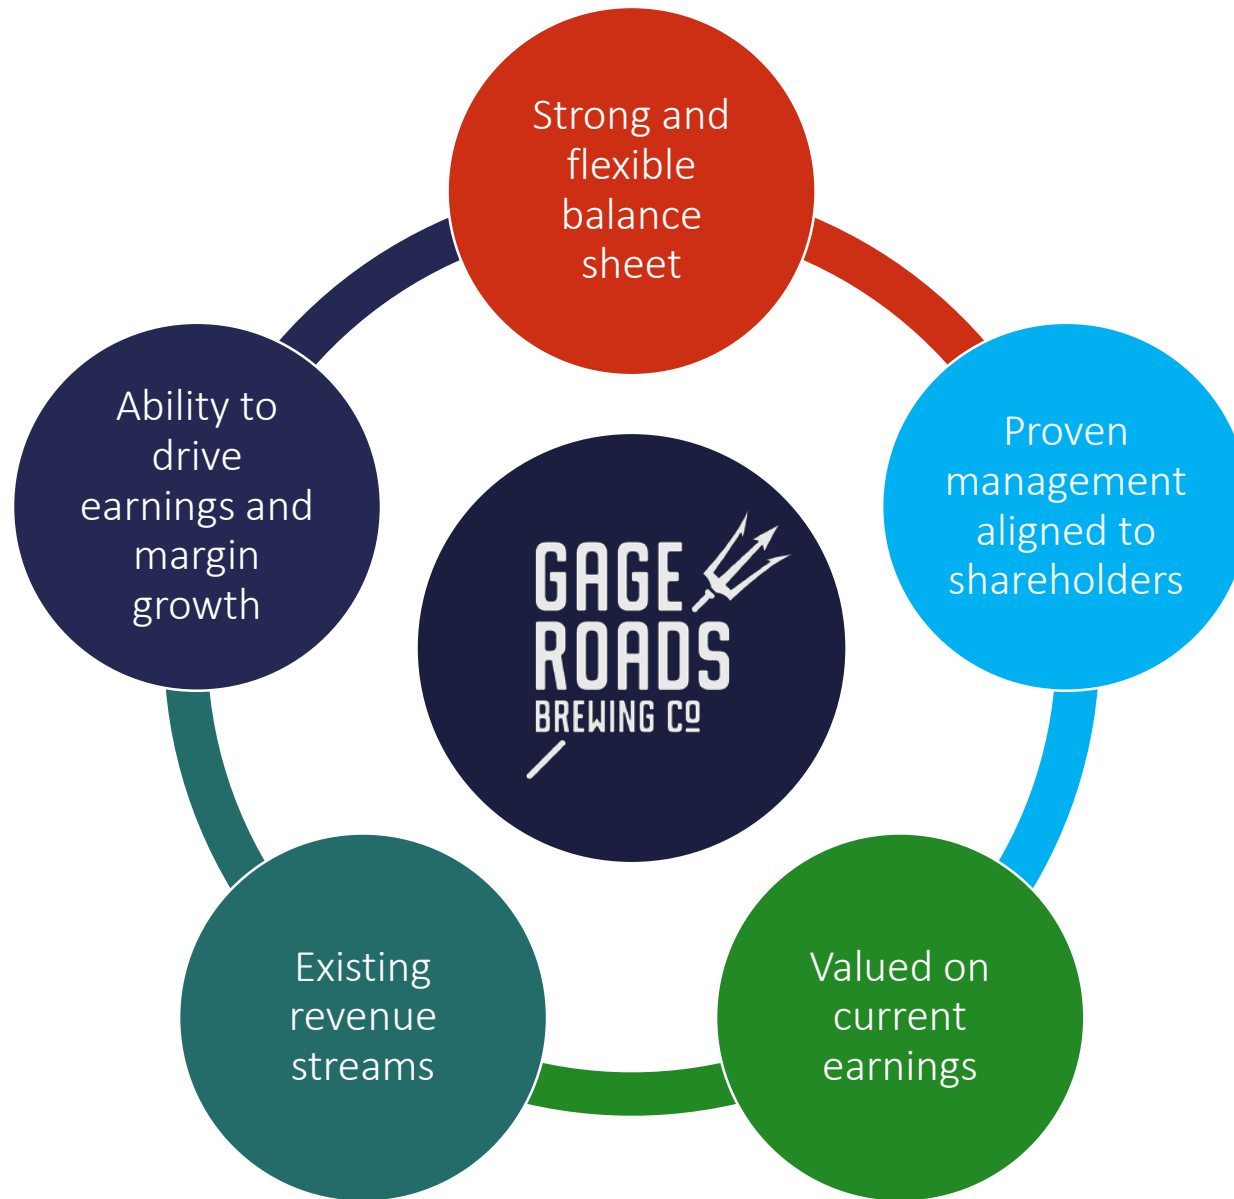 Strong and
flexible
balance
sheet
Ability to
drive
earnings and
margin
growth
Proven
management
aligned to
shareholders
GAGE
ROADS
BREWING CO
Existing
revenue
streams
Valued on
current
earnings